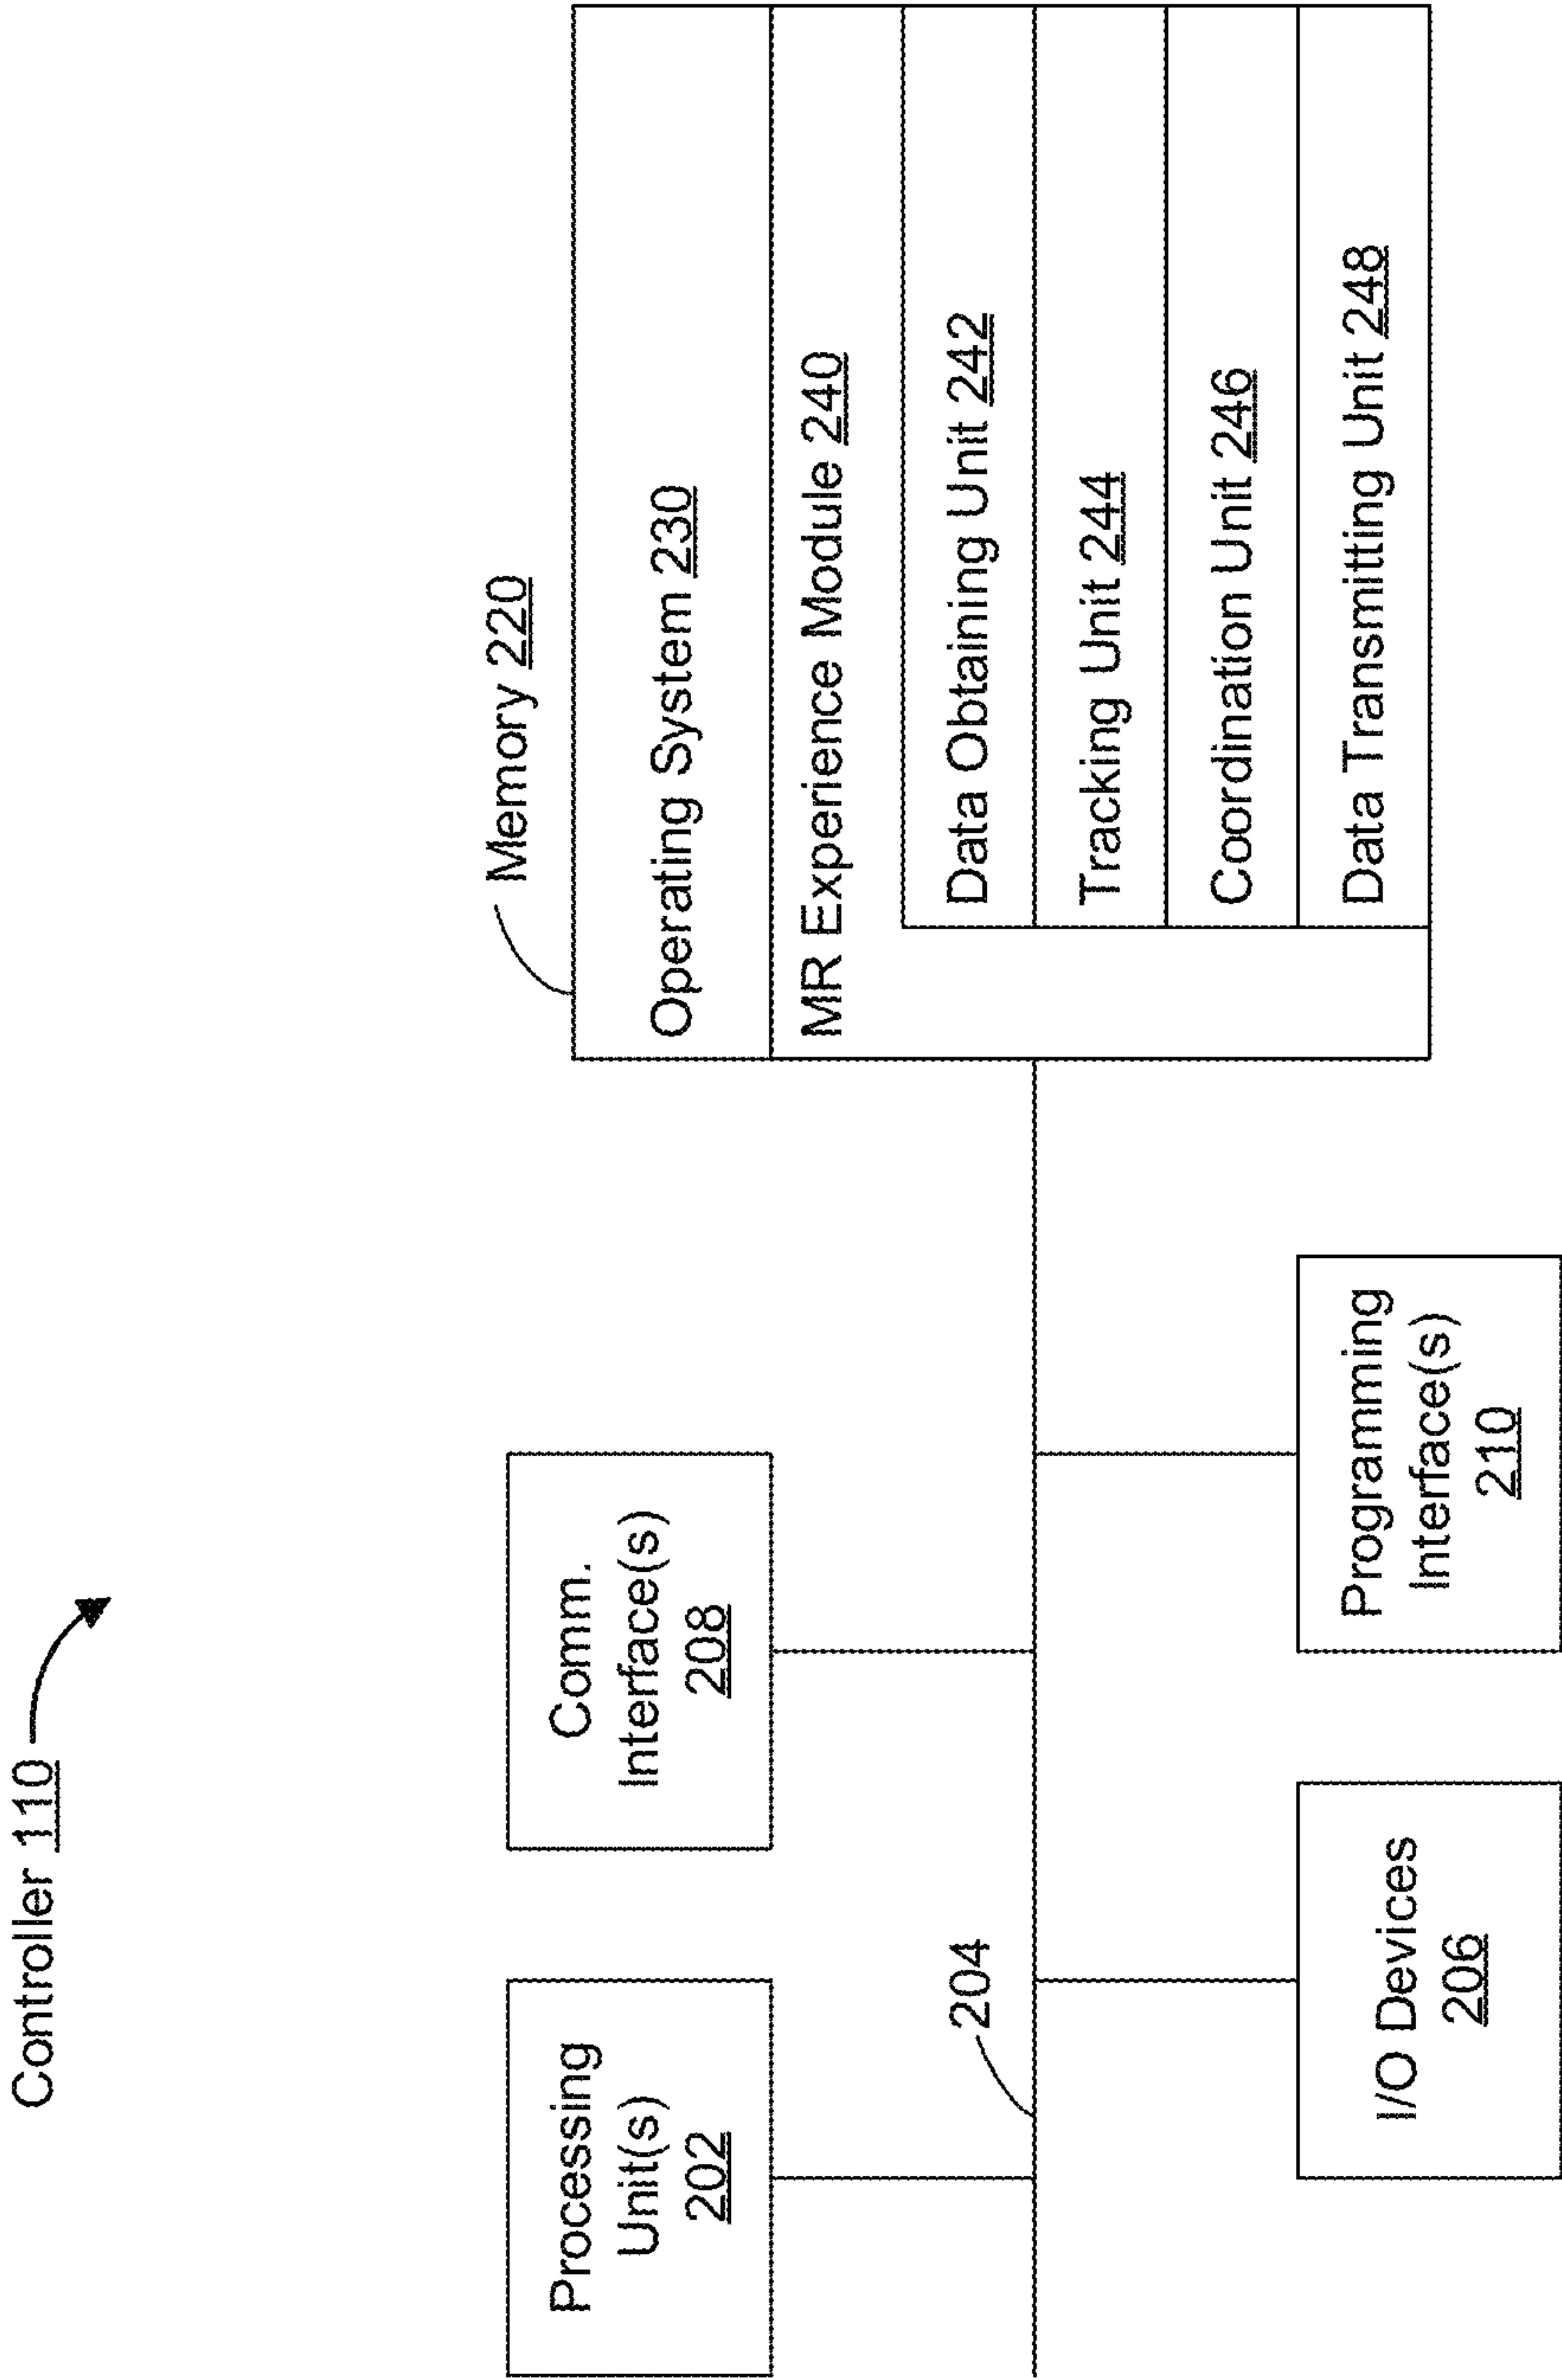 Controller 110
Processing
Unit(s)
202
Comm.
Interface(s)
208
204
I/O Devices
206
Programming
Interface(s)
210
Memory 220
Operating System 230
MR Experience Module 240
Data Obtaining Unit 242
Tracking Unit 244
Coordination Unit 246
Data Transmitting Unit 248